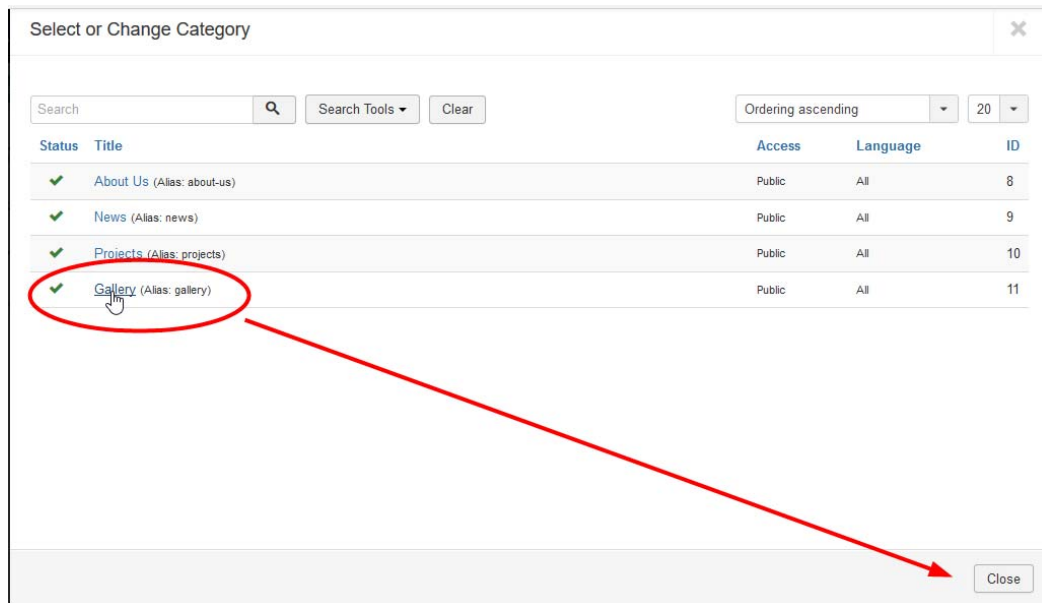 Select or Change Category
Search Search Tools Clear Ordering ascending 20
Status Title Access Language ID
About Us (Alias: about-us) Public All 8
News (Alias: news) Public All 9
Projects (Alias: projects) Public All 10
Gallery (Alias: gallery) Public All 11
Close